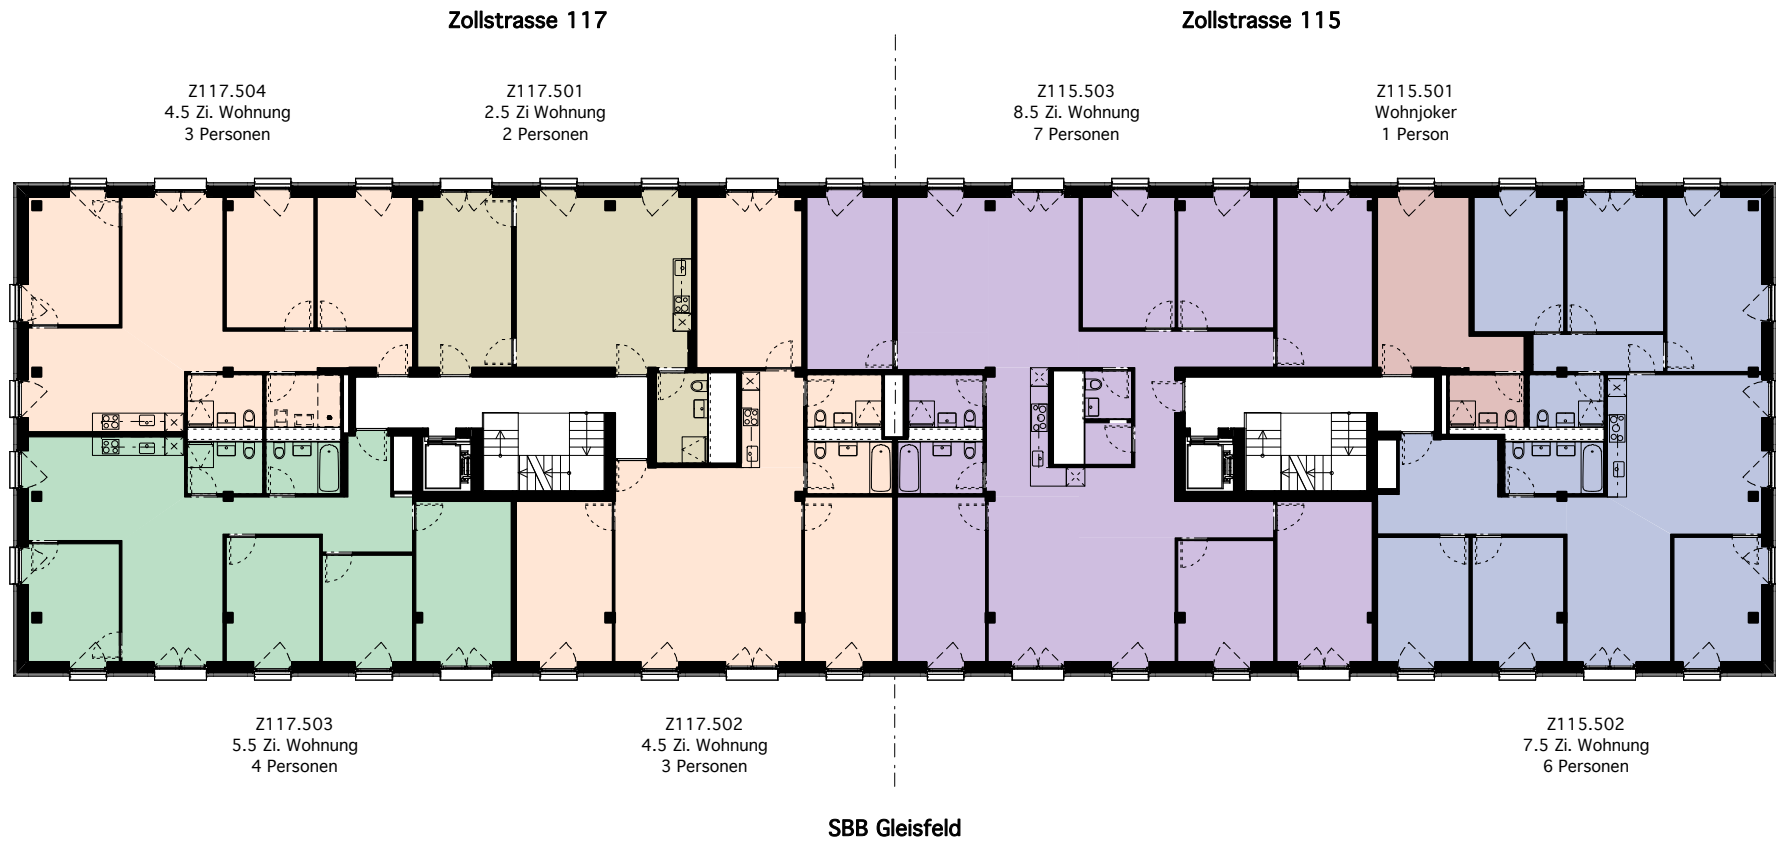 Zollstrasse 117
Zollstrasse 115
Z117.504
4.5 Zi. Wohnung
3 Personen
Z117.501
2.5 Zi Wohnung
2 Personen
Z115.503
8.5 Zi. Wohnung
7 Personen
Z115.501
Wohnjoker
1 Person
Z117.503
5.5 Zi. Wohnung
4 Personen
Z117.502
4.5 Zi. Wohnung
3 Personen
Z115.502
7.5 Zi. Wohnung
6 Personen
SBB Gleisfeld